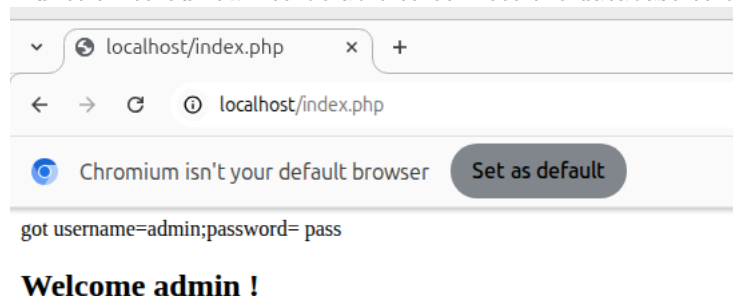 localhost/index.php
localhost/index.php
Chromium isn't your default browser Set as default
got username=admin;password= pass
Welcome admin !